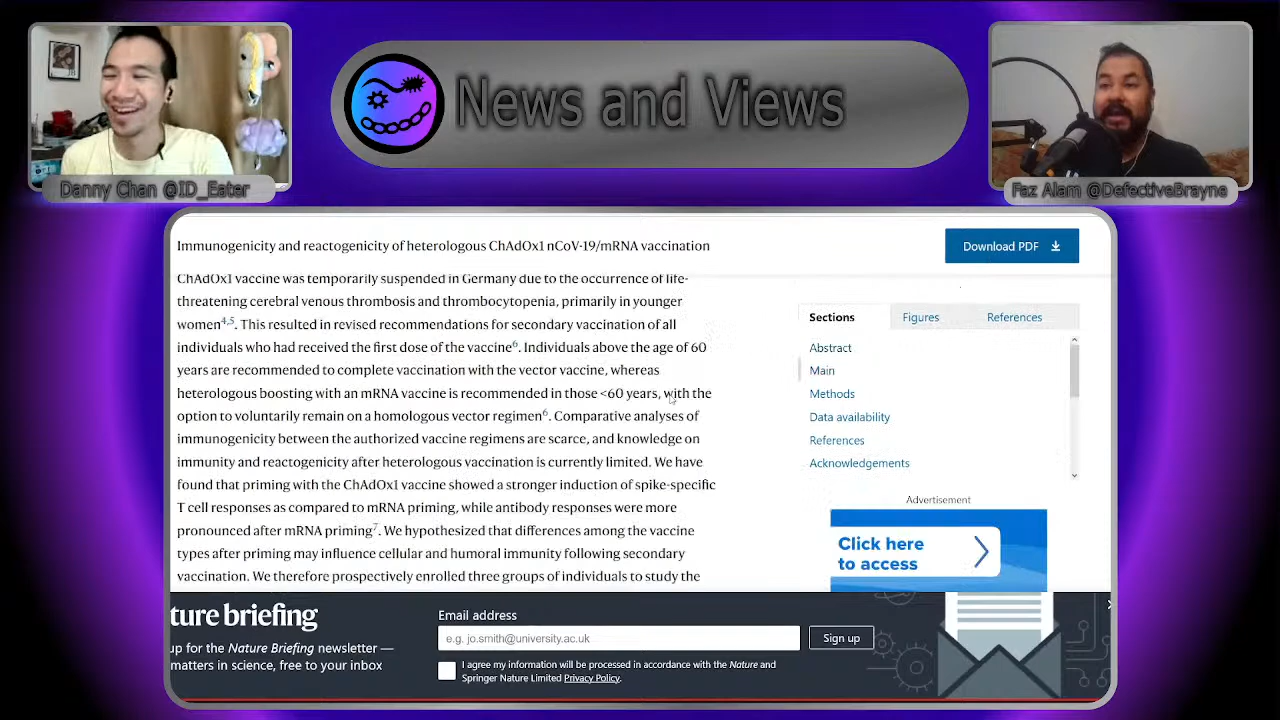 News and Views
Danny Chan @ID_Eater
Faz Alam @DefectiveBrayne
Immunogenicity and reactogenicity of heterologous ChAdOx1 nCoV-19/mRNA vaccination
Download PDF
ChAdOx1 vaccine was temporarily suspended in Germany due to the occurrence of life-
threatening cerebral venous thrombosis and thrombocytopenia, primarily in younger
women4,5. This resulted in revised recommendations for secondary vaccination of all
individuals who had received the first dose of the vaccine6. Individuals above the age of 60
years are recommended to complete vaccination with the vector vaccine, whereas
heterologous boosting with an mRNA vaccine is recommended in those <60 years, with the
option to voluntarily remain on a homologous vector regimen6. Comparative analyses of
immunogenicity between the authorized vaccine regimens are scarce, and knowledge on
immunity and reactogenicity after heterologous vaccination is currently limited. We have
found that priming with the ChAdOx1 vaccine showed a stronger induction of spike-specific
T cell responses as compared to mRNA priming, while antibody responses were more
pronounced after mRNA priming7. We hypothesized that differences among the vaccine
types after priming may influence cellular and humoral immunity following secondary
vaccination. We therefore prospectively enrolled three groups of individuals to study the
Sections
Figures
References
Abstract
Main
Methods
Data availability
References
Acknowledgements
Advertisement
Click here
to access
ture briefing
up for the Nature Briefing newsletter —
matters in science, free to your inbox
Email address
e.g. jo.smith@university.ac.uk
Sign up
I agree my information will be processed in accordance with the Nature and
Springer Nature Limited Privacy Policy.